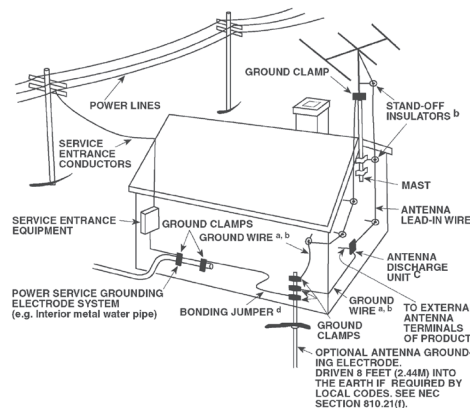 GROUND CLAMP
POWER LINES
STAND-OFF
INSULATORS b
SERVICE
ENTRANCE
CONDUCTORS
MAST
ANTENNA
LEAD-IN WIRE
SERVICE ENTRANCE
EQUIPMENT
GROUND CLAMPS
GROUND WIRE a, b
ANTENNA
DISCHARGE
UNIT C
POWER SERVICE GROUNDING
ELECTRODE SYSTEM
(e.g. Interior metal water pipe)
BONDING JUMPER d
GROUND
WIRE a, b
GROUND
CLAMPS
TO EXTERNA
ANTENNA
TERMINALS
OF PRODUCT
OPTIONAL ANTENNA GROUND-
ING ELECTRODE.
DRIVEN 8 FEET (2.44M) INTO
THE EARTH IF REQUIRED BY
LOCAL CODES. SEE NEC
SECTION 810.21(f).